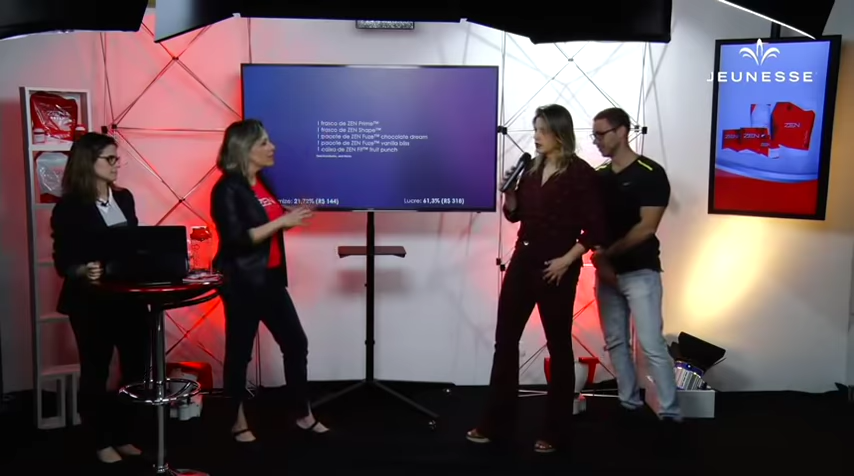 JEUNESSE
1 frasco de ZEN Prime™
1 frasco de ZEN Shape™
1 pacote de ZEN Fuze™ chocolate dream
1 pacote de ZEN Fuze™ vanilla bliss
1 caixa de ZEN Fit™ fruit punch
21,72% (R$ 144)
Lucro: 61,3% (R$ 318)
ZEN
ZEN